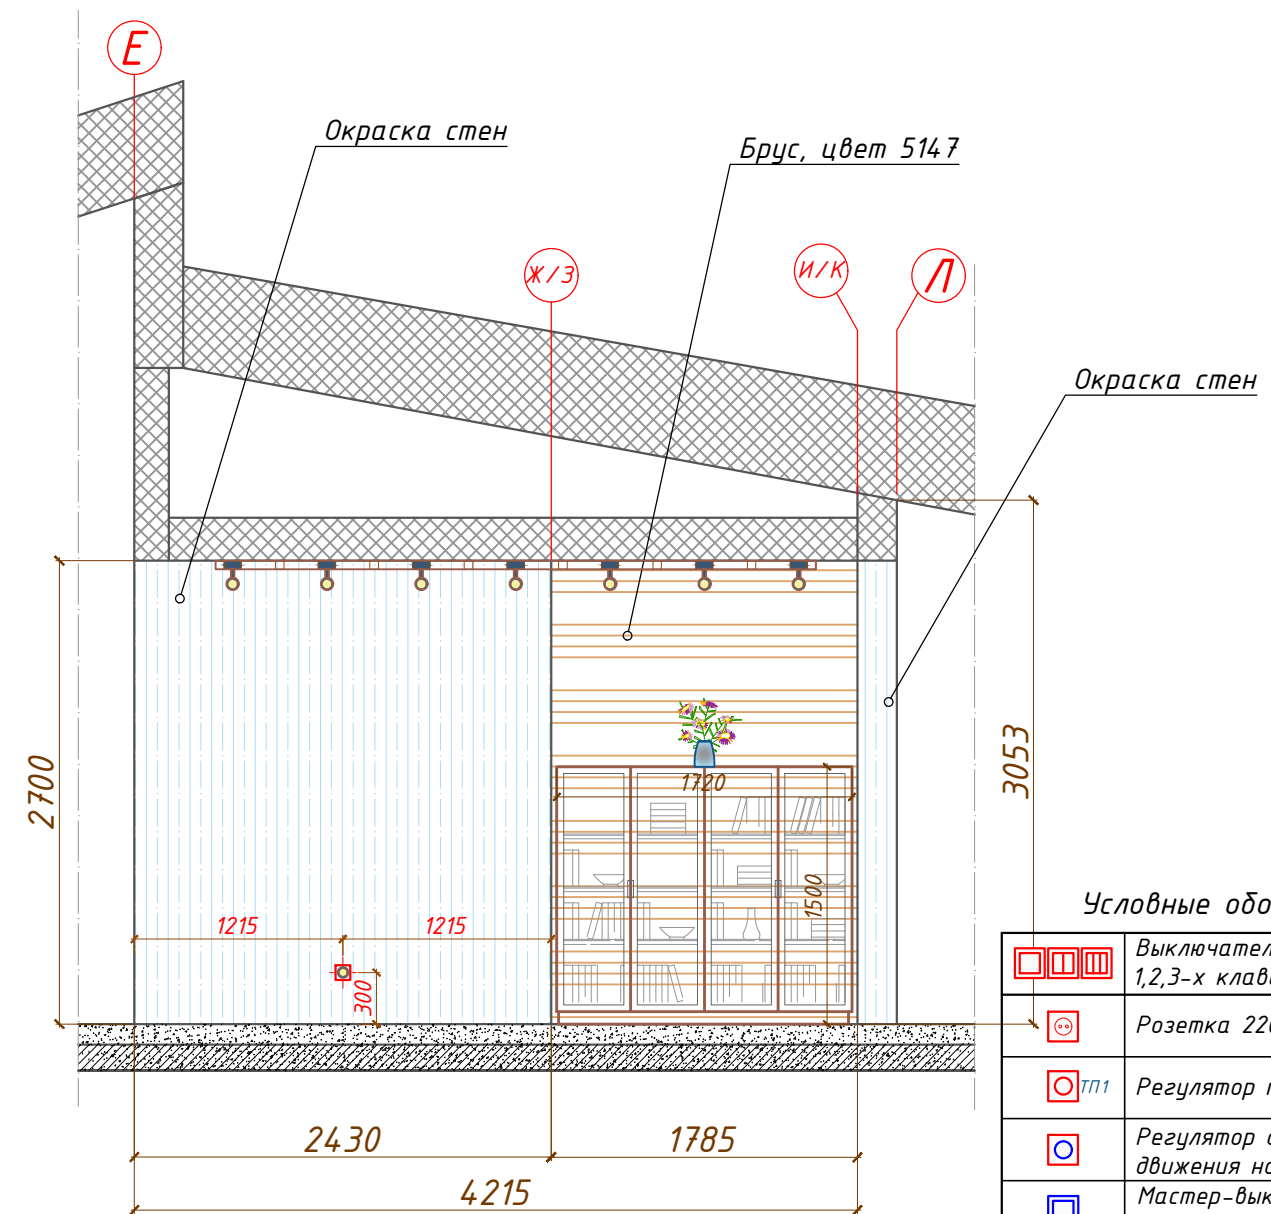 Е
Окраска стен
Брус, цвет 5147
Ж/З
И/К
Л
Окраска стен
2700
3053
1720
1500
1215
1215
300
2430
1785
4215
Условные обо
Выключател
1,2,3-х клав
Розетка 22
ТП1
Регулятор
Регулятор
движения
Мастер-вык